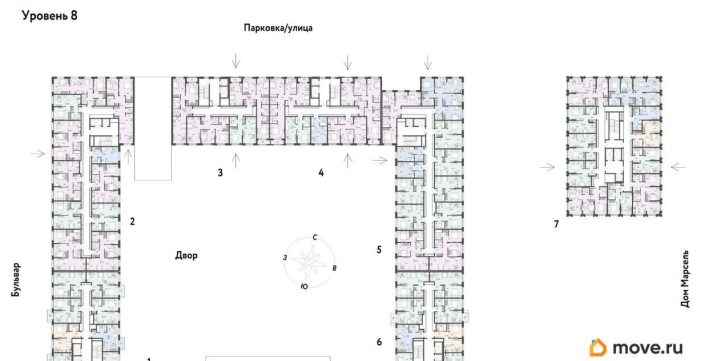 Уровень 8
Парковка/улица
3
4
2
7
Двор
5
С
З
В
Ю
Бульвар
Дом Марсель
6
1
move.ru